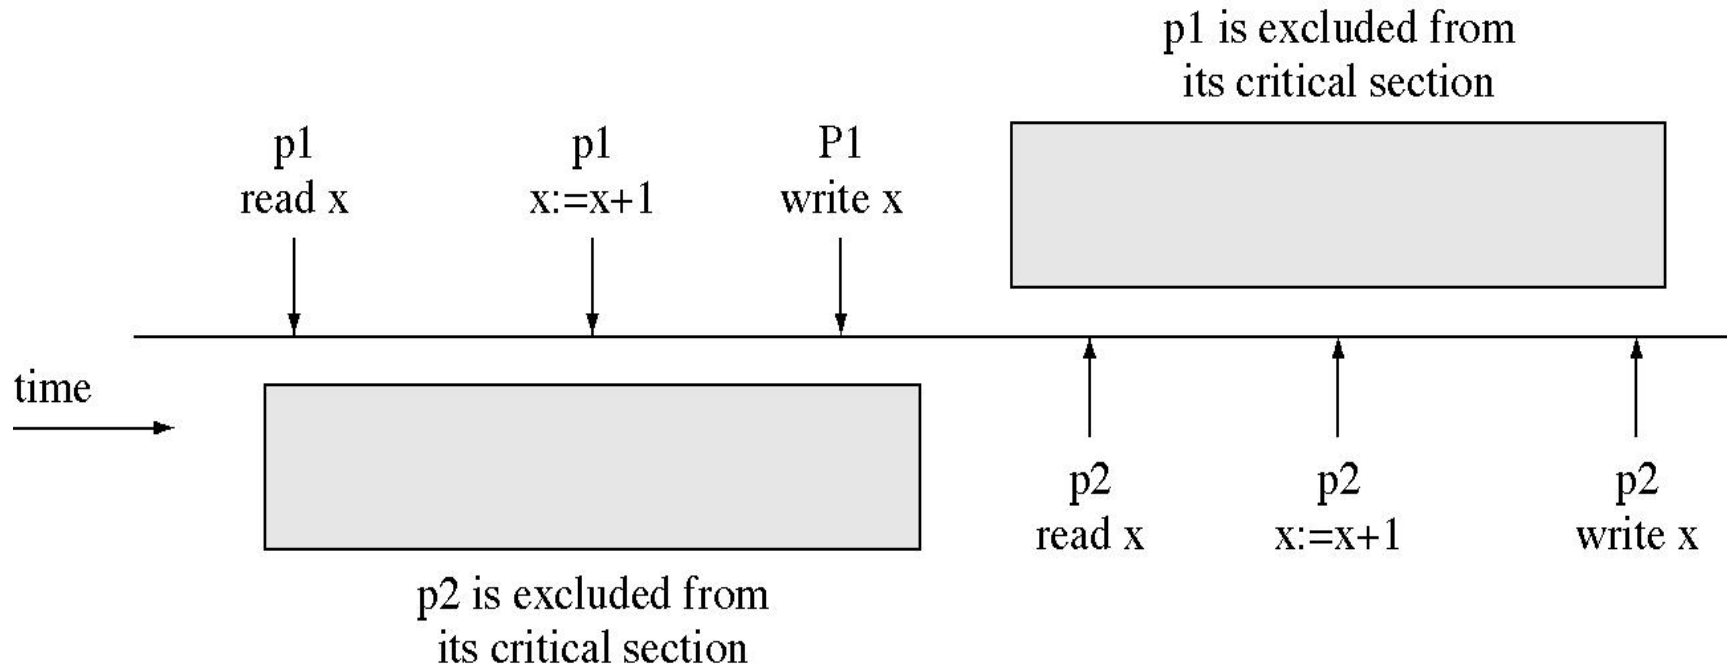 p1 is excluded from
its critical section
p1
read x
p1
x:=x+1
P1
write x
time
p2
read x
p2
x:=x+1
p2
write x
p2 is excluded from
its critical section